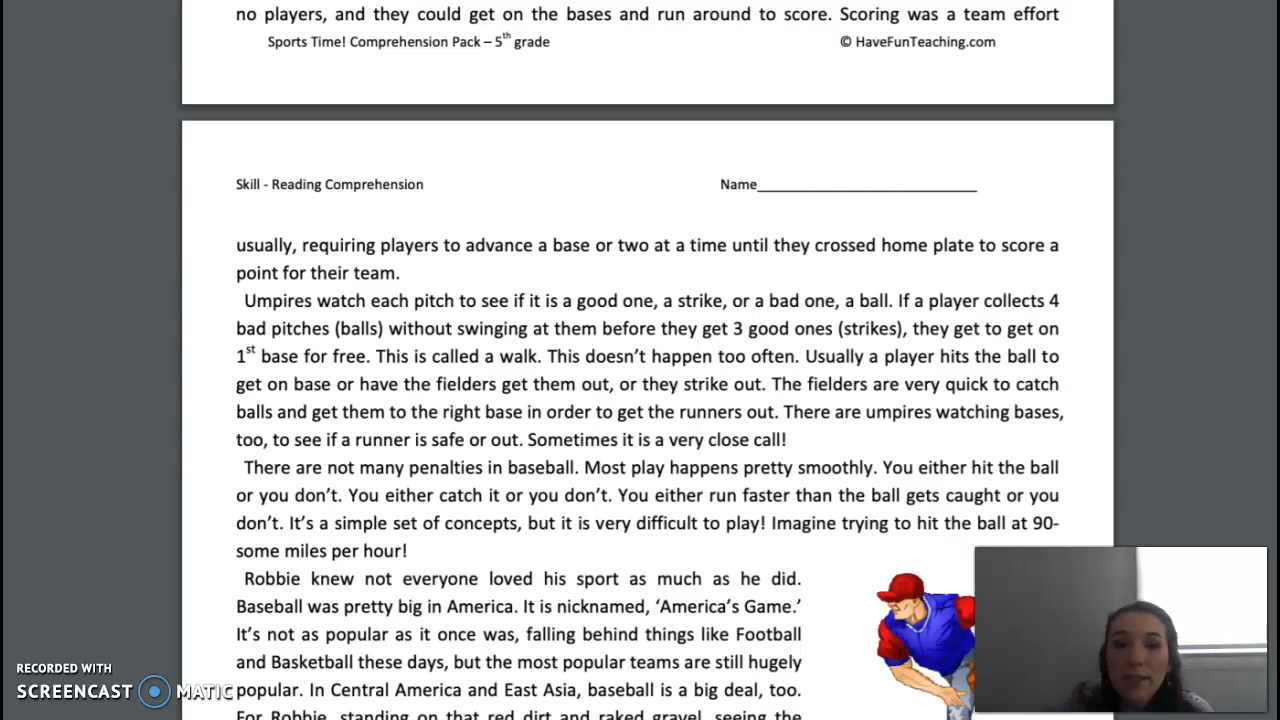 no players, and they could get on the bases and run around to score. Scoring was a team effort
Sports Time! Comprehension Pack – 5th grade © HaveFunTeaching.com
Skill - Reading Comprehension Name____________________________
usually, requiring players to advance a base or two at a time until they crossed home plate to score a
point for their team.
Umpires watch each pitch to see if it is a good one, a strike, or a bad one, a ball. If a player collects 4
bad pitches (balls) without swinging at them before they get 3 good ones (strikes), they get to get on
1st base for free. This is called a walk. This doesn’t happen too often. Usually a player hits the ball to
get on base or have the fielders get them out, or they strike out. The fielders are very quick to catch
balls and get them to the right base in order to get the runners out. There are umpires watching bases,
too, to see if a runner is safe or out. Sometimes it is a very close call!
There are not many penalties in baseball. Most play happens pretty smoothly. You either hit the ball
or you don’t. You either catch it or you don’t. You either run faster than the ball gets caught or you
don’t. It’s a simple set of concepts, but it is very difficult to play! Imagine trying to hit the ball at 90-
some miles per hour!
Robbie knew not everyone loved his sport as much as he did.
Baseball was pretty big in America. It is nicknamed, ‘America’s Game.’
It’s not as popular as it once was, falling behind things like Football
and Basketball these days, but the most popular teams are still hugely
popular. In Central America and East Asia, baseball is a big deal, too.
For Robbie, standing on that red dirt and raked gravel, seeing the
RECORDED WITH
SCREENCAST MATIC